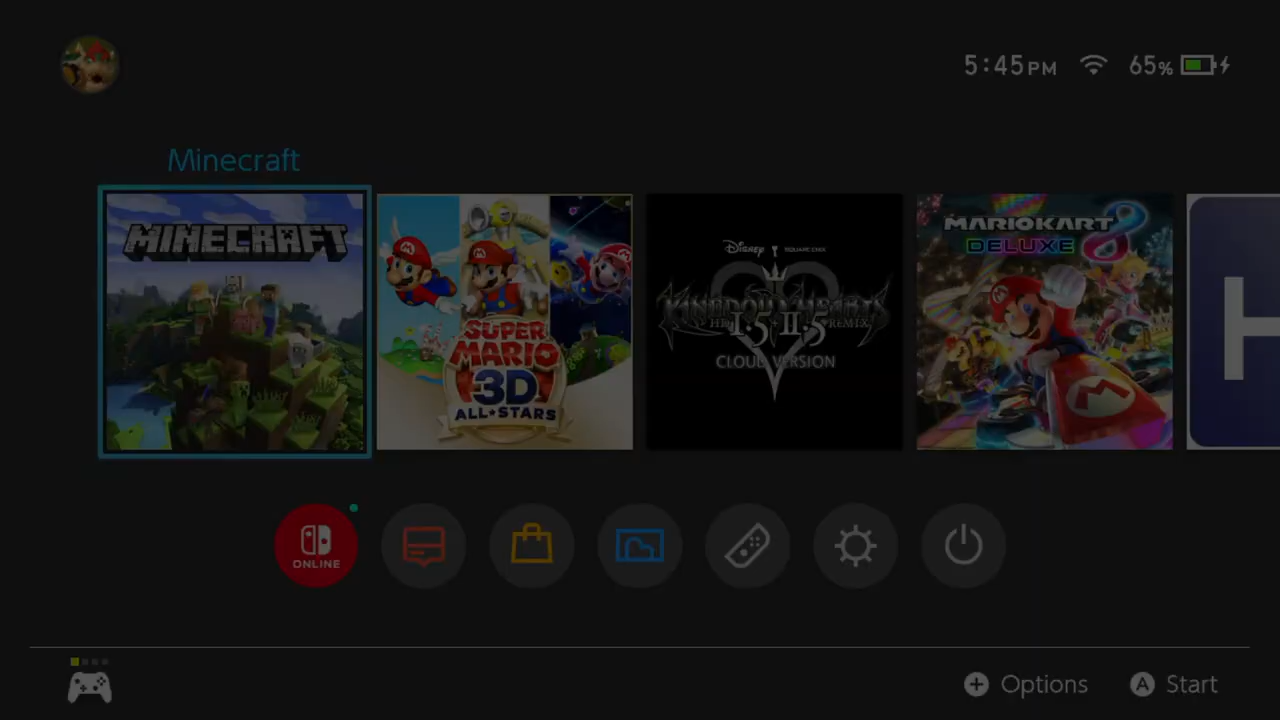 5:45PM 65%
Minecraft
MINECRAFT
SUPER
MARIO
3D
ALL★STARS
Disney SQUARE ENIX
KINGDOM HEARTS
HD 1.5+II.5 ReMIX
CLOUD VERSION
MARIOKART 8
DELUXE
H
ONLINE
+ Options A Start